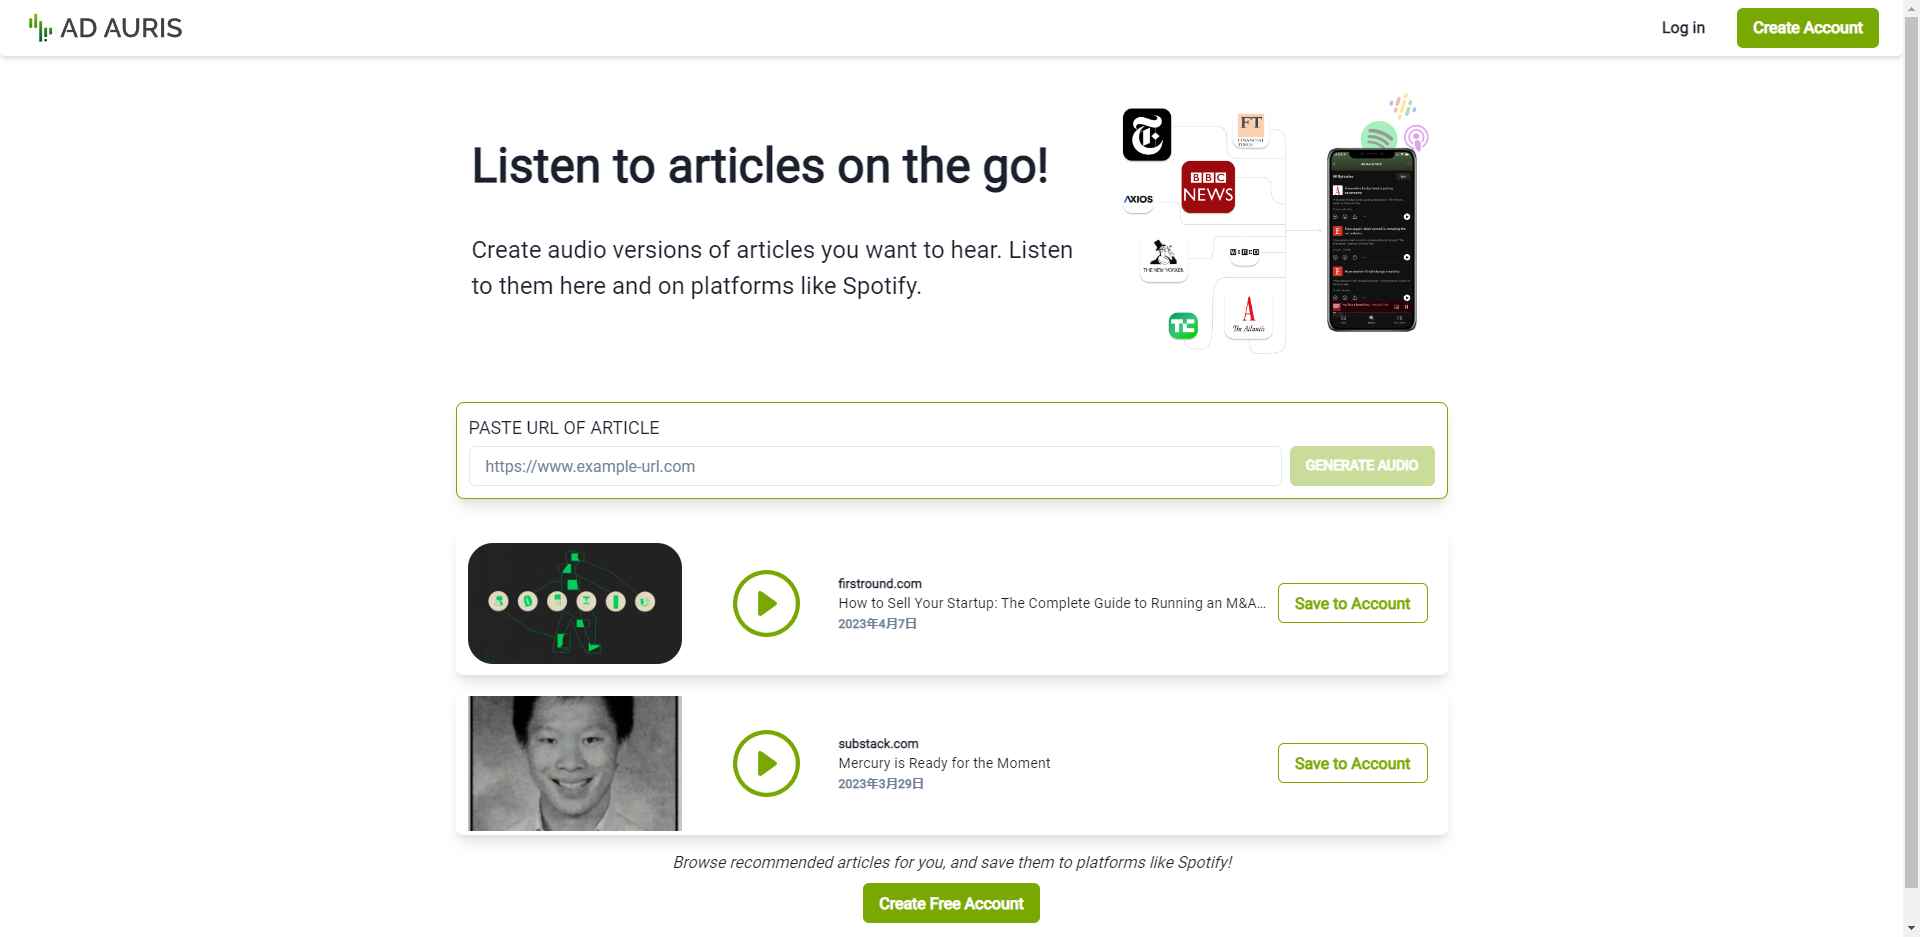 AD AURIS
Log in
Create Account
Listen to articles on the go!
Create audio versions of articles you want to hear. Listen
to them here and on platforms like Spotify.
FT
FINANCIAL
TIMES
BBC
NEWS
AXIOS
THE NEW YORKER
WIRED
TC
A
The Atlantic
PASTE URL OF ARTICLE
https://www.example-url.com
GENERATE AUDIO
firstround.com
How to Sell Your Startup: The Complete Guide to Running an M&A...
2023年4月7日
Save to Account
substack.com
Mercury is Ready for the Moment
2023年3月29日
Save to Account
Browse recommended articles for you, and save them to platforms like Spotify!
Create Free Account